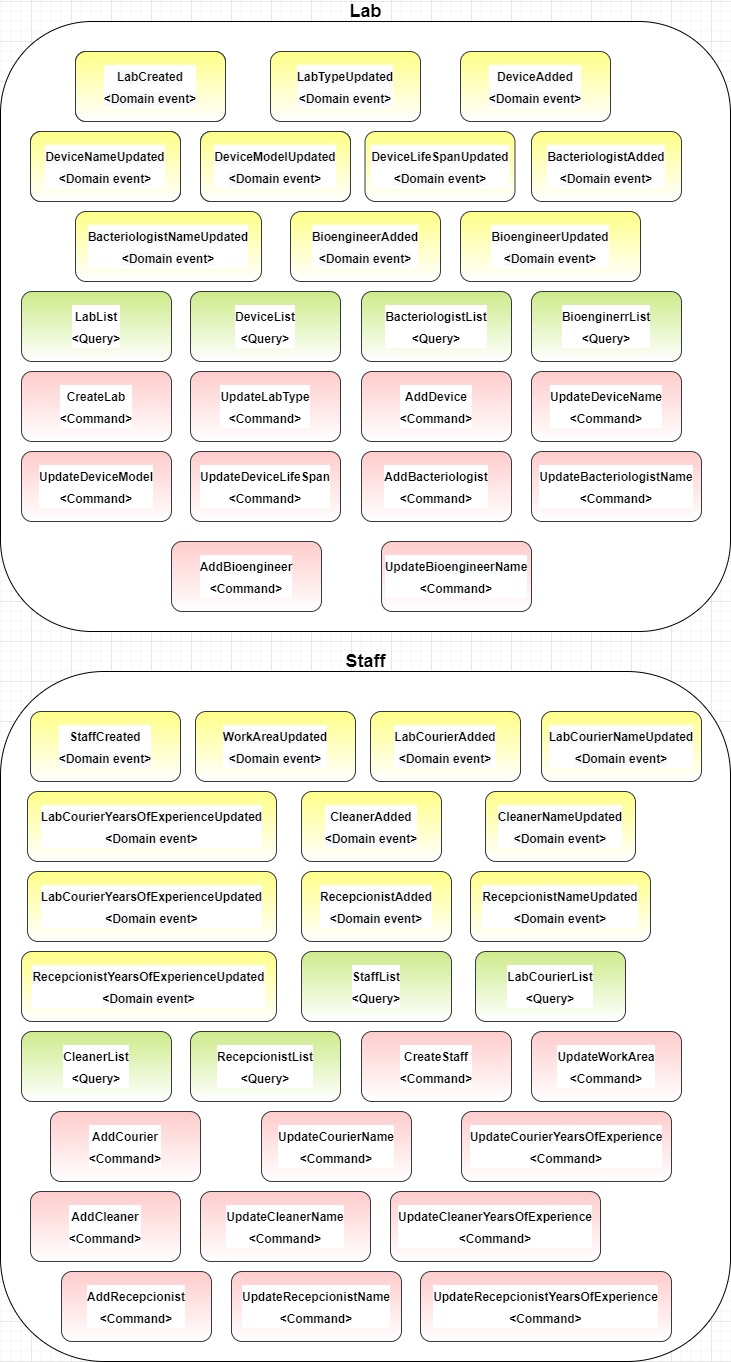 Lab
LabCreated
<Domain event>
LabTypeUpdated
<Domain event>
DeviceAdded
<Domain event>
DeviceNameUpdated
<Domain event>
DeviceModelUpdated
<Domain event>
DeviceLifeSpanUpdated
<Domain event>
BacteriologistAdded
<Domain event>
BacteriologistNameUpdated
<Domain event>
BioengineerAdded
<Domain event>
BioengineerUpdated
<Domain event>
LabList
<Query>
DeviceList
<Query>
BacteriologistList
<Query>
BioenginerrList
<Query>
CreateLab
<Command>
UpdateLabType
<Command>
AddDevice
<Command>
UpdateDeviceName
<Command>
UpdateDeviceModel
<Command>
UpdateDeviceLifeSpan
<Command>
AddBacteriologist
<Command>
UpdateBacteriologistName
<Command>
AddBioengineer
<Command>
UpdateBioengineerName
<Command>
Staff
StaffCreated
<Domain event>
WorkAreaUpdated
<Domain event>
LabCourierAdded
<Domain event>
LabCourierNameUpdated
<Domain event>
LabCourierYearsOfExperienceUpdated
<Domain event>
CleanerAdded
<Domain event>
CleanerNameUpdated
<Domain event>
LabCourierYearsOfExperienceUpdated
<Domain event>
RecepcionistAdded
<Domain event>
RecepcionistNameUpdated
<Domain event>
RecepcionistYearsOfExperienceUpdated
<Domain event>
StaffList
<Query>
LabCourierList
<Query>
CleanerList
<Query>
RecepcionistList
<Query>
CreateStaff
<Command>
UpdateWorkArea
<Command>
AddCourier
<Command>
UpdateCourierName
<Command>
UpdateCourierYearsOfExperience
<Command>
AddCleaner
<Command>
UpdateCleanerName
<Command>
UpdateCleanerYearsOfExperience
<Command>
AddRecepcionist
<Command>
UpdateRecepcionistName
<Command>
UpdateRecepcionistYearsOfExperience
<Command>